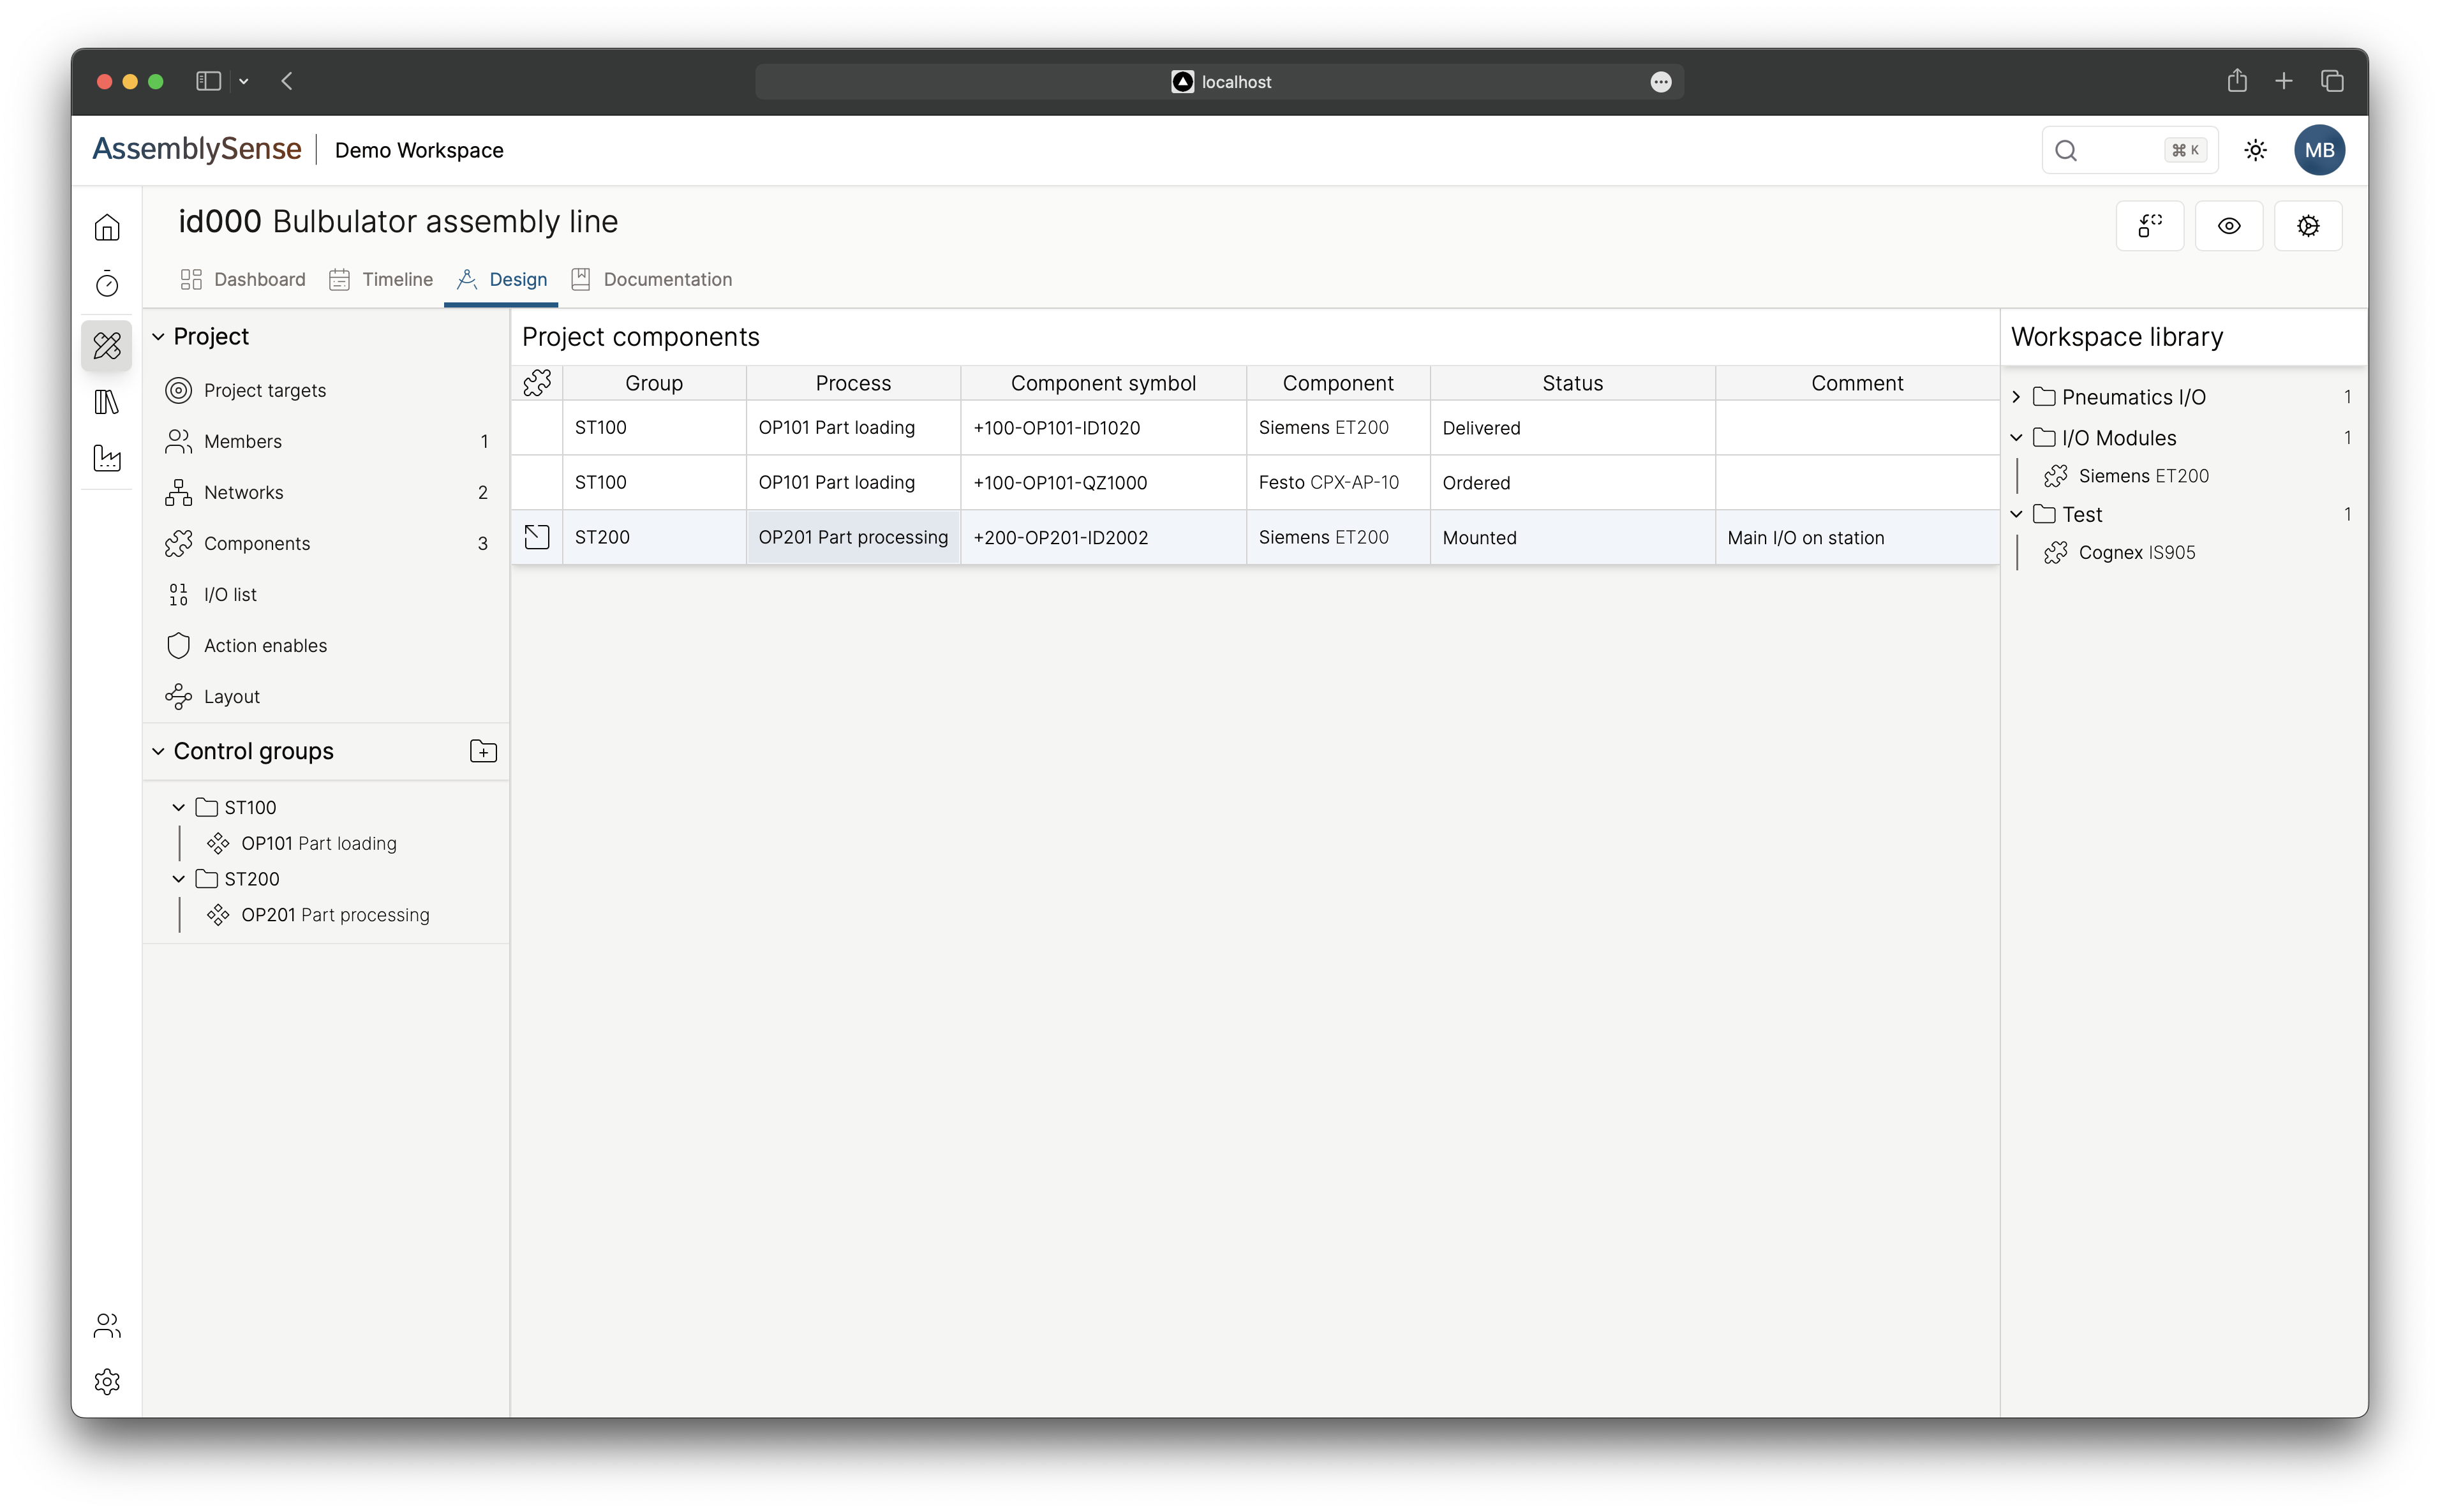 localhost
AssemblySense Demo Workspace
⌘ K
MB
id000 Bulbulator assembly line
Dashboard Timeline Design Documentation
Project
Project targets
Members 1
Networks 2
Components 3
I/O list
Action enables
Layout
Control groups
ST100
OP101 Part loading
ST200
OP201 Part processing
Project components
Group Process Component symbol Component Status Comment
ST100 OP101 Part loading +100-OP101-ID1020 Siemens ET200 Delivered
ST100 OP101 Part loading +100-OP101-QZ1000 Festo CPX-AP-10 Ordered
ST200 OP201 Part processing +200-OP201-ID2002 Siemens ET200 Mounted Main I/O on station
Workspace library
Pneumatics I/O 1
I/O Modules 1
Siemens ET200
Test 1
Cognex IS905